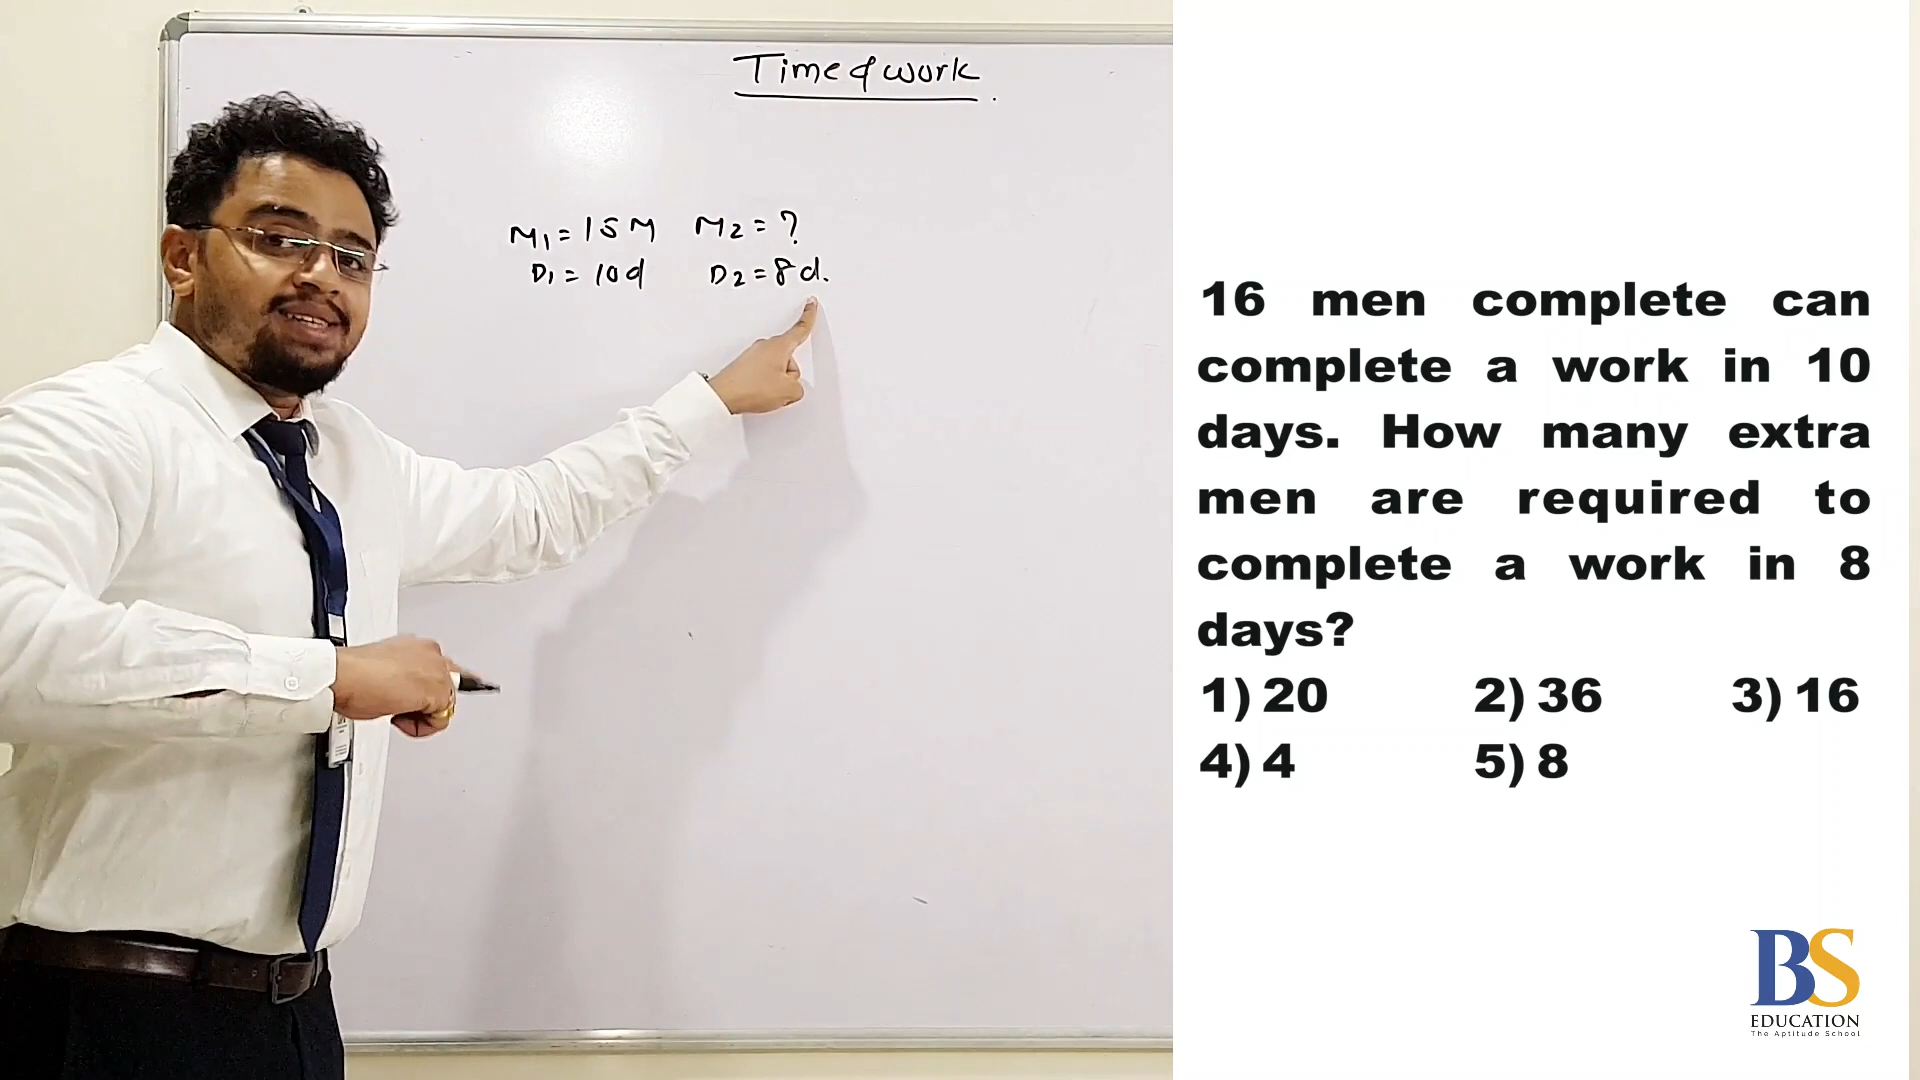 Time & work
M1 = 15 M M2 = ?
D1 = 10d D2 = 8 d.
16 men complete can
complete a work in 10
days. How many extra
men are required to
complete a work in 8
days?
1) 20 2) 36 3) 16
4) 4 5) 8
BS
EDUCATION
The Aptitude School